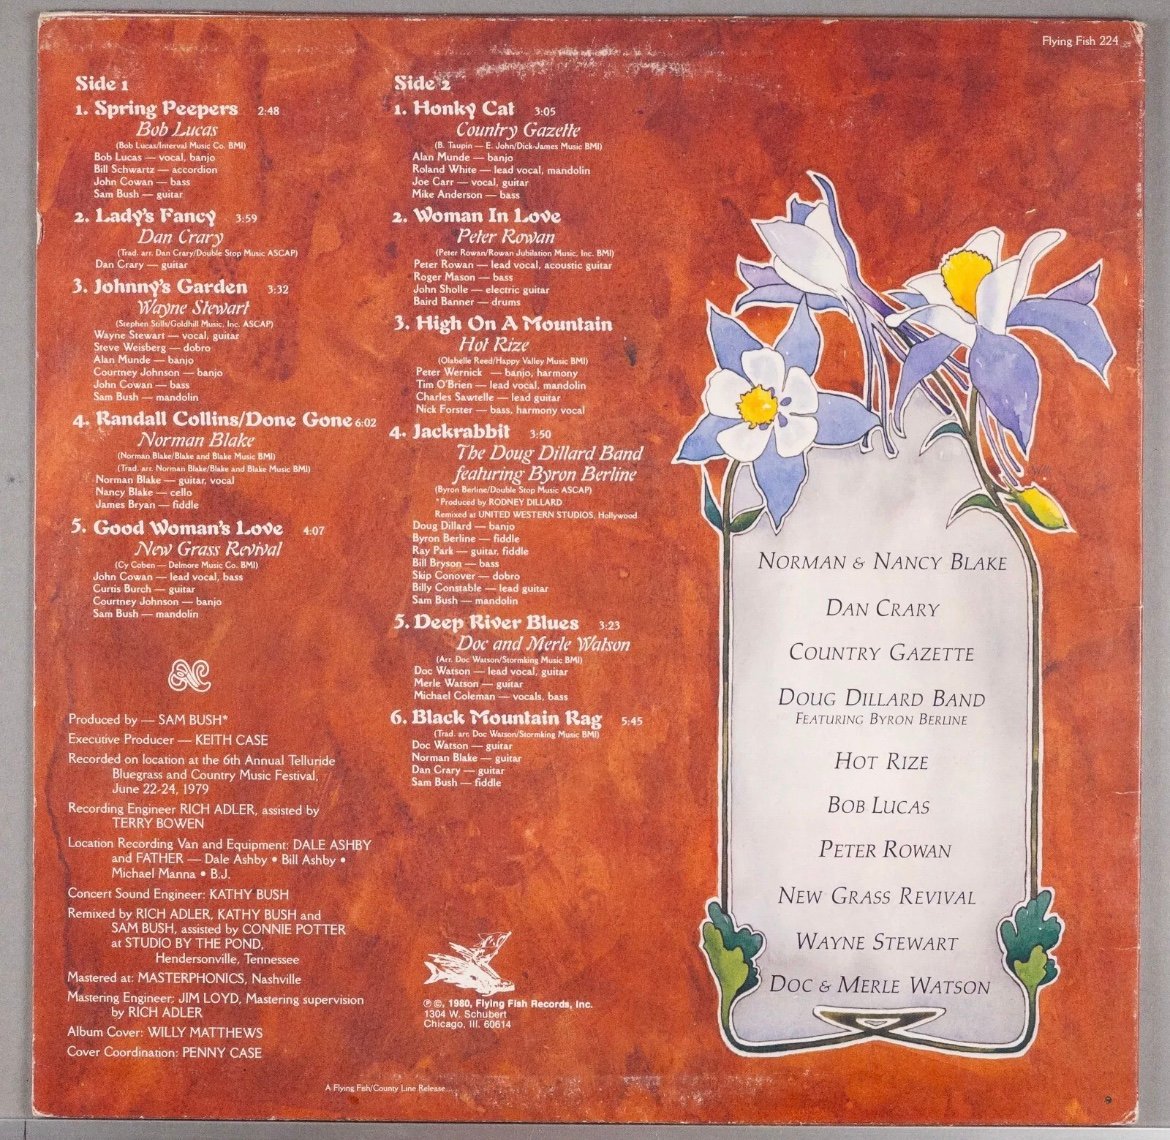 Flying Fish 224
Side 1
1. Spring Peepers 2:48
Bob Lucas
(Bob Lucas/Interval Music Co. BMI)
Bob Lucas — vocal, banjo
Bill Schwartz — accordion
John Cowan — bass
Sam Bush — guitar
2. Lady's Fancy 3:59
Dan Crary
(Trad. arr. Dan Crary/Double Stop Music ASCAP)
Dan Crary — guitar
3. Johnny's Garden 3:32
Wayne Stewart
(Stephen Stills/Goldhill Music, Inc. ASCAP)
Wayne Stewart — vocal, guitar
Steve Weisberg — dobro
Alan Munde — banjo
Courtney Johnson — banjo
John Cowan — bass
Sam Bush — mandolin
4. Randall Collins/Done Gone 6:02
Norman Blake
(Norman Blake/Blake and Blake Music BMI)
(Trad. arr. Norman Blake/Blake and Blake Music BMI)
Norman Blake — guitar, vocal
Nancy Blake — cello
James Bryan — fiddle
5. Good Woman's Love 4:07
New Grass Revival
(Cy Coben — Delmore Music Co. BMI)
John Cowan — lead vocal, bass
Curtis Burch — guitar
Courtney Johnson — banjo
Sam Bush — mandolin
Produced by — SAM BUSH*
Executive Producer — KEITH CASE
Recorded on location at the 6th Annual Telluride
Bluegrass and Country Music Festival,
June 22-24, 1979
Recording Engineer RICH ADLER, assisted by
TERRY BOWEN
Location Recording Van and Equipment: DALE ASHBY
and FATHER — Dale Ashby • Bill Ashby •
Michael Manna • B.J.
Concert Sound Engineer: KATHY BUSH
Remixed by RICH ADLER, KATHY BUSH and
SAM BUSH, assisted by CONNIE POTTER
at STUDIO BY THE POND,
Hendersonville, Tennessee
Mastered at: MASTERPHONICS, Nashville
Mastering Engineer: JIM LOYD, Mastering supervision
by RICH ADLER
Album Cover: WILLY MATTHEWS
Cover Coordination: PENNY CASE
Side 2
1. Honky Cat 3:05
Country Gazette
(B. Taupin — E. John/Dick-James Music BMI)
Alan Munde — banjo
Roland White — lead vocal, mandolin
Joe Carr — vocal, guitar
Mike Anderson — bass
2. Woman In Love
Peter Rowan
(Peter Rowan/Rowan Jubilation Music, Inc. BMI)
Peter Rowan — lead vocal, acoustic guitar
Roger Mason — bass
John Sholle — electric guitar
Baird Banner — drums
3. High On A Mountain
Hot Rize
(Olabelle Reed/Happy Valley Music BMI)
Peter Wernick — banjo, harmony
Tim O'Brien — lead vocal, mandolin
Charles Sawtelle — lead guitar
Nick Forster — bass, harmony vocal
4. Jackrabbit 3:50
The Doug Dillard Band
featuring Byron Berline
(Byron Berline/Double Stop Music ASCAP)
*Produced by RODNEY DILLARD
Remixed at UNITED WESTERN STUDIOS, Hollywood
Doug Dillard — banjo
Byron Berline — fiddle
Ray Park — guitar, fiddle
Bill Bryson — bass
Skip Conover — dobro
Billy Constable — lead guitar
Sam Bush — mandolin
5. Deep River Blues 3:23
Doc and Merle Watson
(Arr. Doc Watson/Stormking Music BMI)
Doc Watson — lead vocal, guitar
Merle Watson — guitar
Michael Coleman — vocals, bass
6. Black Mountain Rag 5:45
(Trad. arr. Doc Watson/Stormking Music BMI)
Doc Watson — guitar
Norman Blake — guitar
Dan Crary — guitar
Sam Bush — fiddle
℗ ©, 1980, Flying Fish Records, Inc.
1304 W. Schubert
Chicago, Ill. 60614
A Flying Fish/County Line Release
NORMAN & NANCY BLAKE
DAN CRARY
COUNTRY GAZETTE
DOUG DILLARD BAND
FEATURING BYRON BERLINE
HOT RIZE
BOB LUCAS
PETER ROWAN
NEW GRASS REVIVAL
WAYNE STEWART
DOC & MERLE WATSON